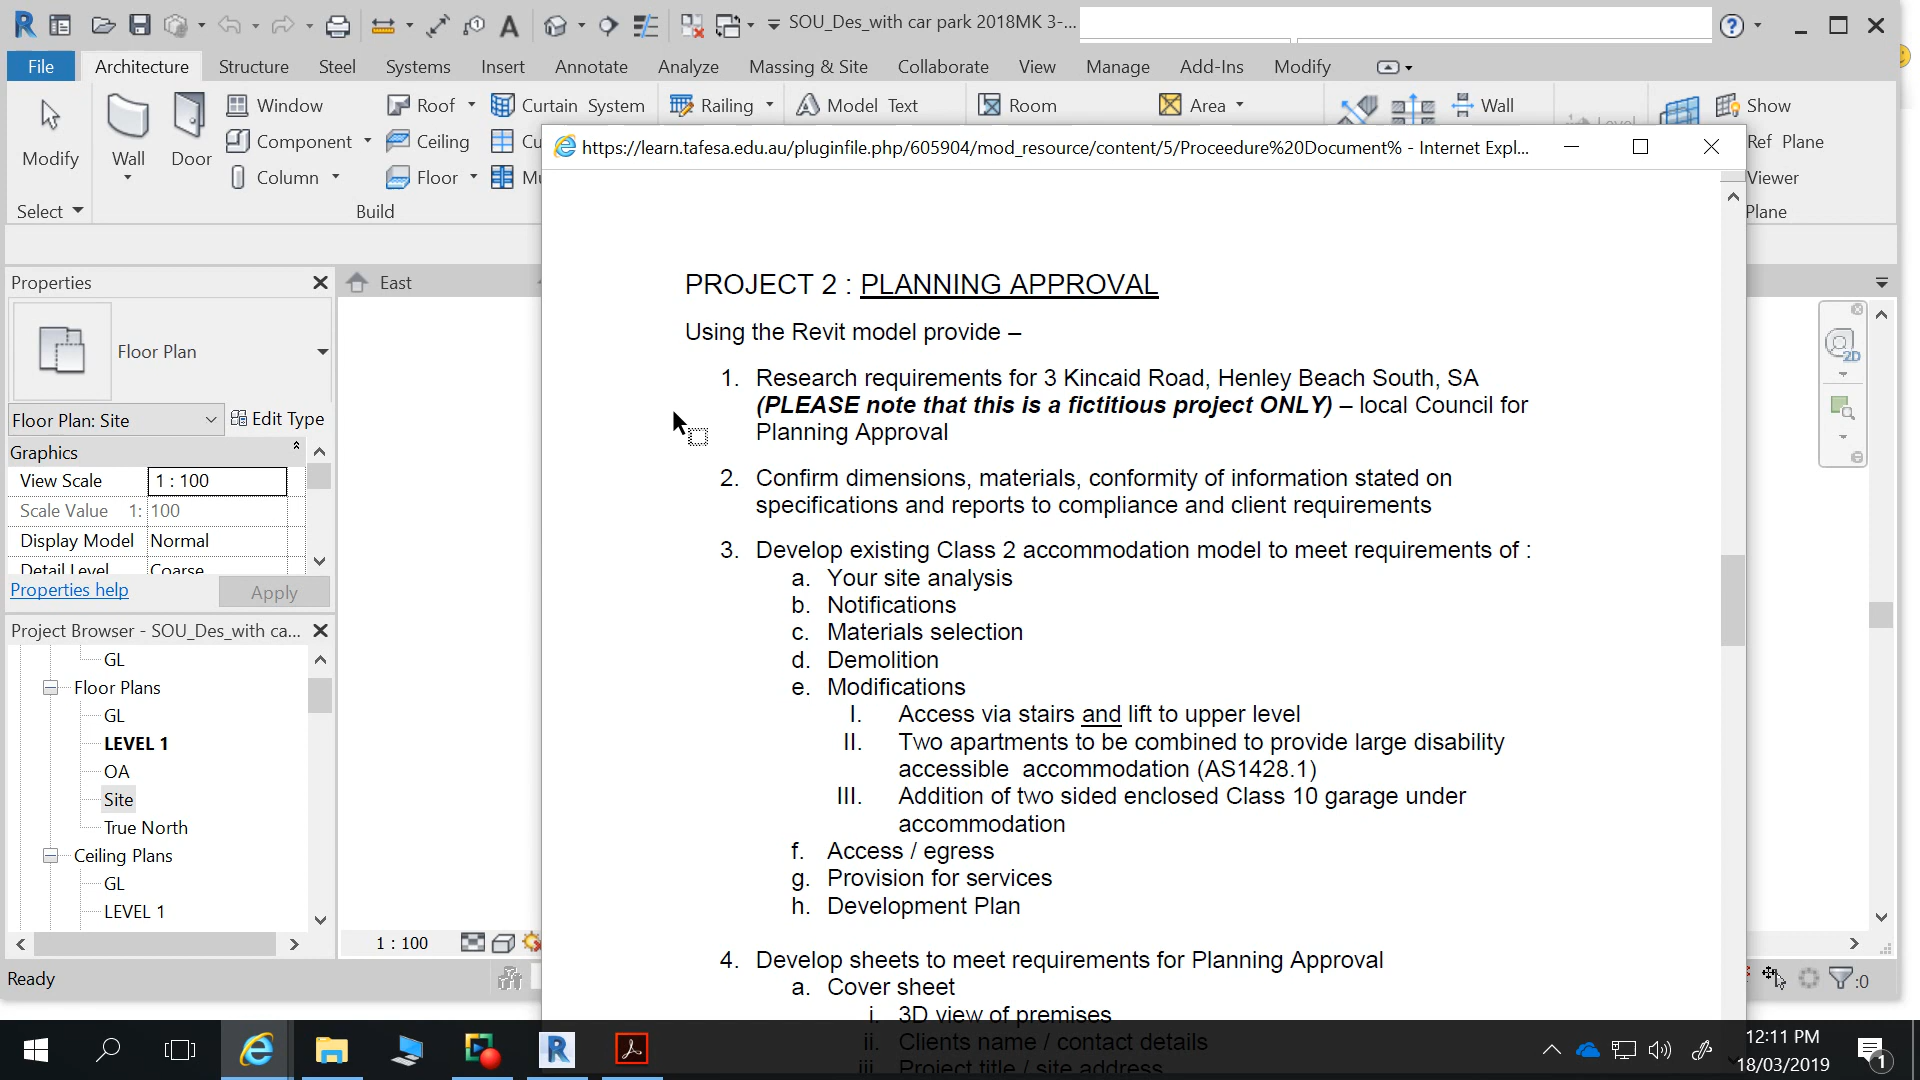 SOU_Des_with car park 2018MK 3-...
File Architecture Structure Steel Systems Insert Annotate Analyze Massing & Site Collaborate View Manage Add-Ins Modify
Modify
Wall
Door
Window
Component
Column
Roof
Ceiling
Floor
Curtain System
Cu
Mu
Railing
Model Text
Room
Area
Wall
Show
Ref Plane
Viewer
Plane
Select
Build
https://learn.tafesa.edu.au/pluginfile.php/605904/mod_resource/content/5/Proceedure%20Document% - Internet Expl...
Properties
East
Floor Plan
Floor Plan: Site
Edit Type
Graphics
View Scale 1 : 100
Scale Value 1: 100
Display Model Normal
Detail Level Coarse
Properties help
Apply
Project Browser - SOU_Des_with ca...
GL
Floor Plans
GL
LEVEL 1
OA
Site
True North
Ceiling Plans
GL
LEVEL 1
PROJECT 2 : PLANNING APPROVAL
Using the Revit model provide –
1. Research requirements for 3 Kincaid Road, Henley Beach South, SA
(PLEASE note that this is a fictitious project ONLY) – local Council for
Planning Approval
2. Confirm dimensions, materials, conformity of information stated on
specifications and reports to compliance and client requirements
3. Develop existing Class 2 accommodation model to meet requirements of :
a. Your site analysis
b. Notifications
c. Materials selection
d. Demolition
e. Modifications
I. Access via stairs and lift to upper level
II. Two apartments to be combined to provide large disability
accessible accommodation (AS1428.1)
III. Addition of two sided enclosed Class 10 garage under
accommodation
f. Access / egress
g. Provision for services
h. Development Plan
4. Develop sheets to meet requirements for Planning Approval
a. Cover sheet
i. 3D view of premises
ii. Clients name / contact details
iii. Project title / site address
2D
1 : 100
Ready
:0
12:11 PM
18/03/2019
1